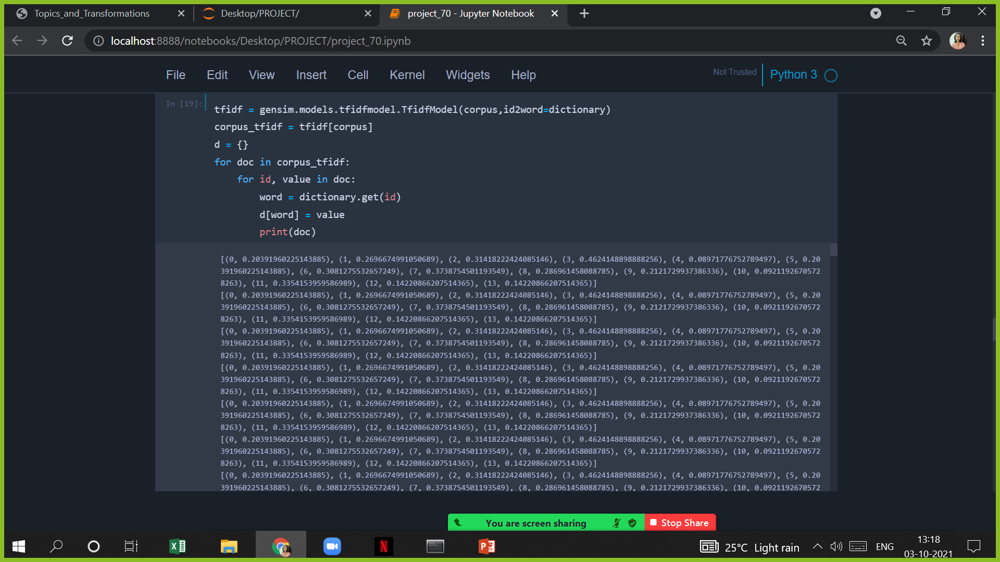 Topics_and_Transformations
Desktop/PROJECT/
project_70 - Jupyter Notebook
localhost:8888/notebooks/Desktop/PROJECT/project_70.ipynb
File Edit View Insert Cell Kernel Widgets Help Not Trusted Python 3
In [19]:
tfidf = gensim.models.tfidfmodel.TfidfModel(corpus,id2word=dictionary)
corpus_tfidf = tfidf[corpus]
d = {}
for doc in corpus_tfidf:
    for id, value in doc:
        word = dictionary.get(id)
        d[word] = value
        print(doc)
[(0, 0.20391960225143885), (1, 0.2696674991050689), (2, 0.31418222424085146), (3, 0.4624148898888256), (4, 0.08971776752789497), (5, 0.20
391960225143885), (6, 0.3081275532657249), (7, 0.3738754501193549), (8, 0.286961458088785), (9, 0.2121729937386336), (10, 0.0921192670572
8263), (11, 0.3354153959586989), (12, 0.14220866207514365), (13, 0.14220866207514365)]
[(0, 0.20391960225143885), (1, 0.2696674991050689), (2, 0.31418222424085146), (3, 0.4624148898888256), (4, 0.08971776752789497), (5, 0.20
391960225143885), (6, 0.3081275532657249), (7, 0.3738754501193549), (8, 0.286961458088785), (9, 0.2121729937386336), (10, 0.0921192670572
8263), (11, 0.3354153959586989), (12, 0.14220866207514365), (13, 0.14220866207514365)]
[(0, 0.20391960225143885), (1, 0.2696674991050689), (2, 0.31418222424085146), (3, 0.4624148898888256), (4, 0.08971776752789497), (5, 0.20
391960225143885), (6, 0.3081275532657249), (7, 0.3738754501193549), (8, 0.286961458088785), (9, 0.2121729937386336), (10, 0.0921192670572
8263), (11, 0.3354153959586989), (12, 0.14220866207514365), (13, 0.14220866207514365)]
[(0, 0.20391960225143885), (1, 0.2696674991050689), (2, 0.31418222424085146), (3, 0.4624148898888256), (4, 0.08971776752789497), (5, 0.20
391960225143885), (6, 0.3081275532657249), (7, 0.3738754501193549), (8, 0.286961458088785), (9, 0.2121729937386336), (10, 0.0921192670572
8263), (11, 0.3354153959586989), (12, 0.14220866207514365), (13, 0.14220866207514365)]
[(0, 0.20391960225143885), (1, 0.2696674991050689), (2, 0.31418222424085146), (3, 0.4624148898888256), (4, 0.08971776752789497), (5, 0.20
391960225143885), (6, 0.3081275532657249), (7, 0.3738754501193549), (8, 0.286961458088785), (9, 0.2121729937386336), (10, 0.0921192670572
8263), (11, 0.3354153959586989), (12, 0.14220866207514365), (13, 0.14220866207514365)]
[(0, 0.20391960225143885), (1, 0.2696674991050689), (2, 0.31418222424085146), (3, 0.4624148898888256), (4, 0.08971776752789497), (5, 0.20
391960225143885), (6, 0.3081275532657249), (7, 0.3738754501193549), (8, 0.286961458088785), (9, 0.2121729937386336), (10, 0.0921192670572
8263), (11, 0.3354153959586989), (12, 0.14220866207514365), (13, 0.14220866207514365)]
[(0, 0.20391960225143885), (1, 0.2696674991050689), (2, 0.31418222424085146), (3, 0.4624148898888256), (4, 0.08971776752789497), (5, 0.20
391960225143885), (6, 0.3081275532657249), (7, 0.3738754501193549), (8, 0.286961458088785), (9, 0.2121729937386336), (10, 0.0921192670572
You are screen sharing Stop Share
25°C Light rain ENG 13:18
03-10-2021